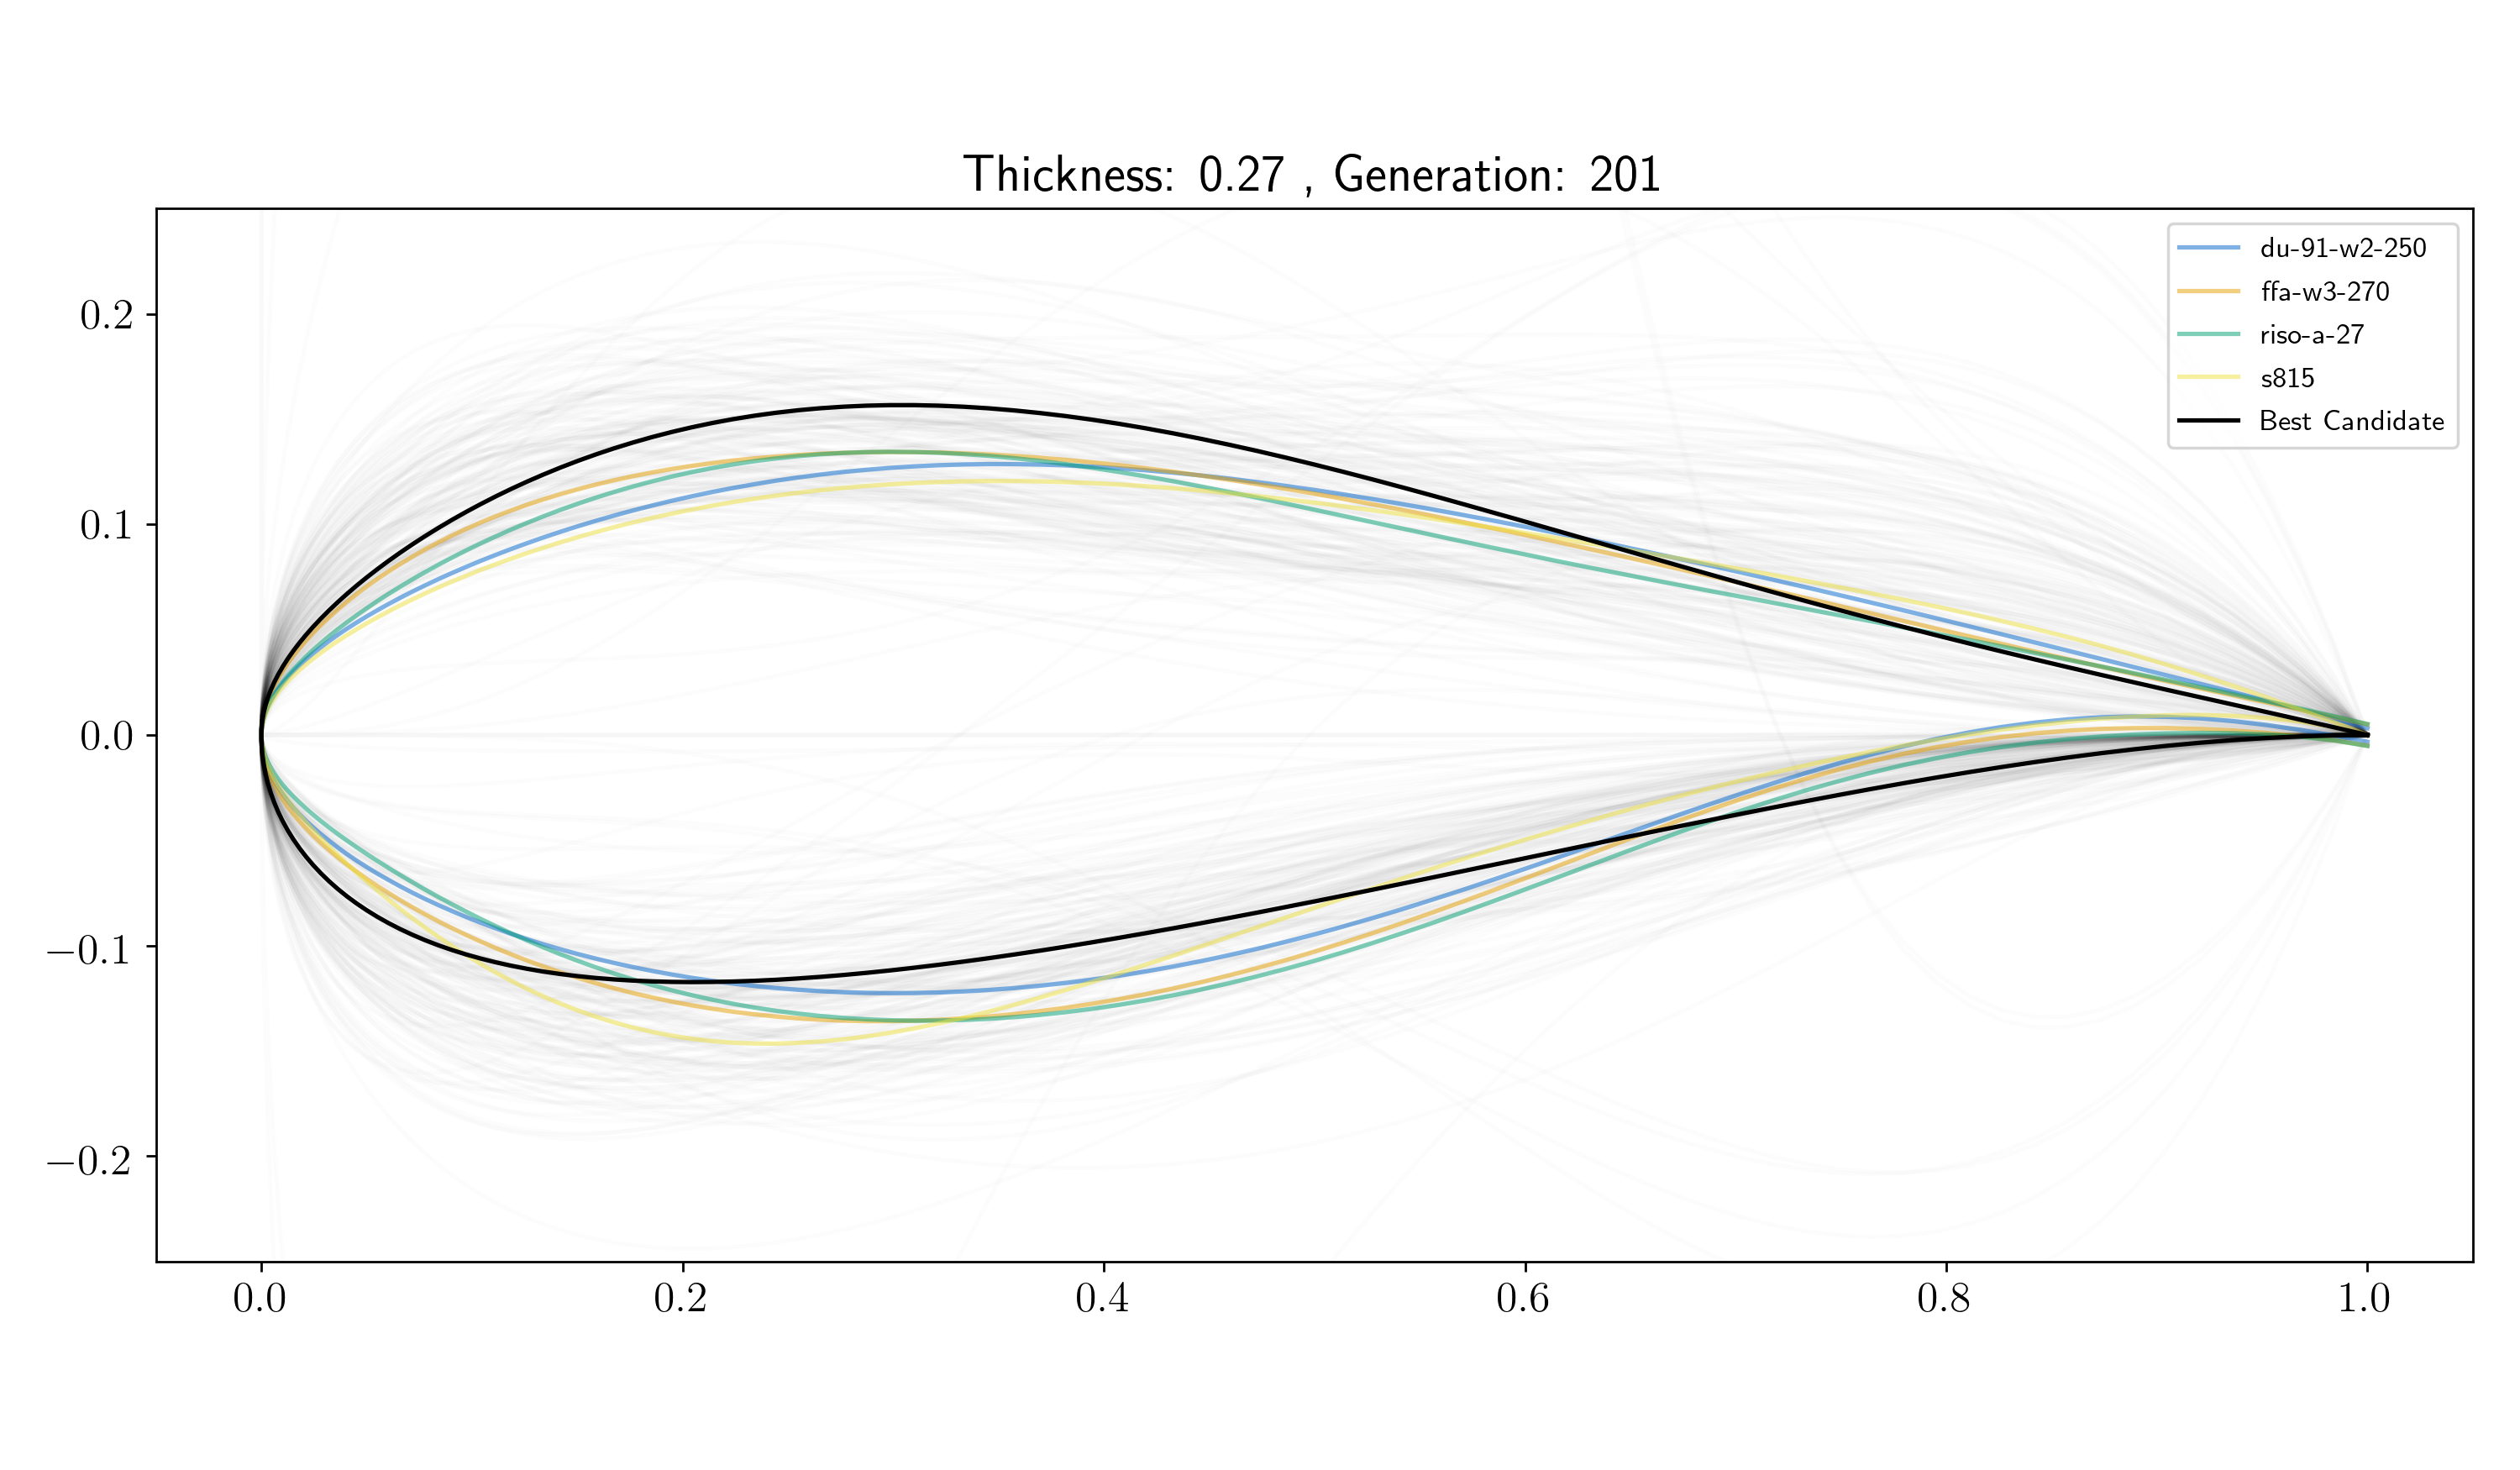 Thickness: 0.27 , Generation: 201
du-91-w2-250
ffa-w3-270
riso-a-27
s815
Best Candidate
0.2
0.1
0.0
−0.1
−0.2
0.0 0.2 0.4 0.6 0.8 1.0